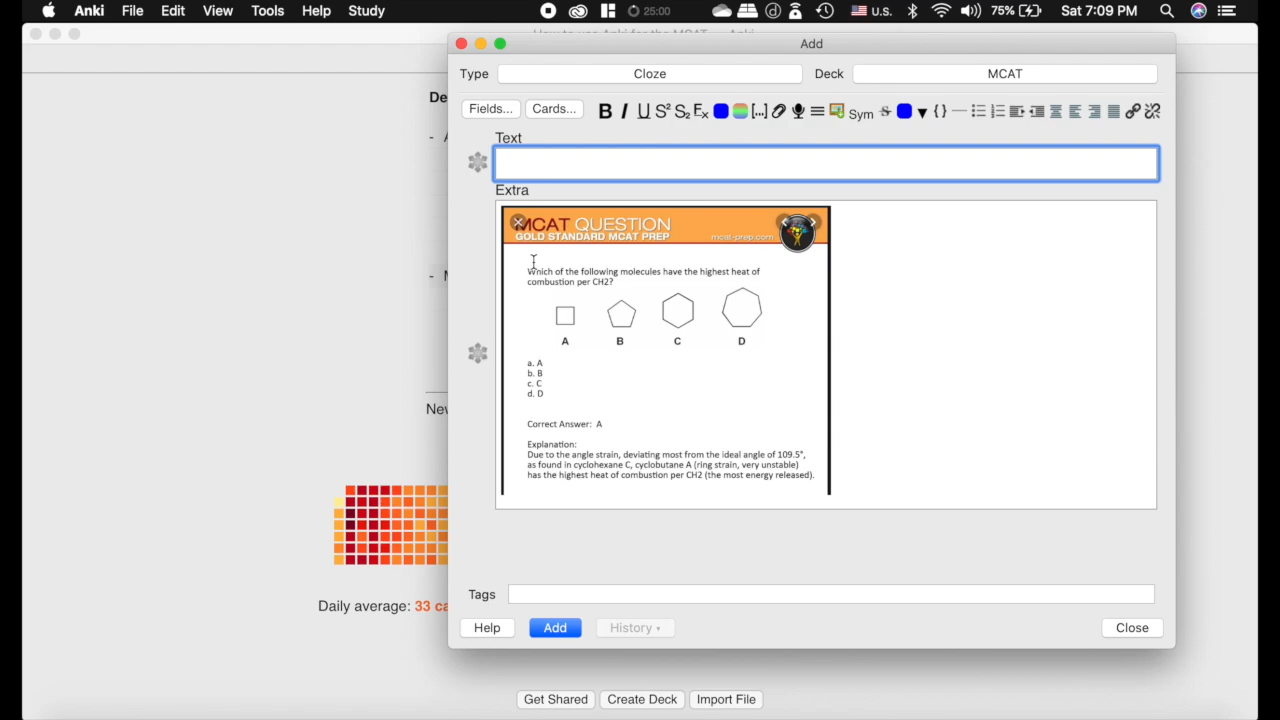 Anki File Edit View Tools Help Study 25:00 U.S. 75% Sat 7:09 PM
Add
Type Cloze Deck MCAT
Fields... Cards... B I U S² S₂ Ex [...] Sym S { }
De
Text
Extra
MCAT QUESTION
GOLD STANDARD MCAT PREP mcat-prep.com
Which of the following molecules have the highest heat of
combustion per CH2?
A B C D
a. A
b. B
c. C
d. D
Correct Answer: A
Explanation:
Due to the angle strain, deviating most from the ideal angle of 109.5°,
as found in cyclohexane C, cyclobutane A (ring strain, very unstable)
has the highest heat of combustion per CH2 (the most energy released).
New
Daily average: 33 ca
Tags
Help Add History Close
Get Shared Create Deck Import File